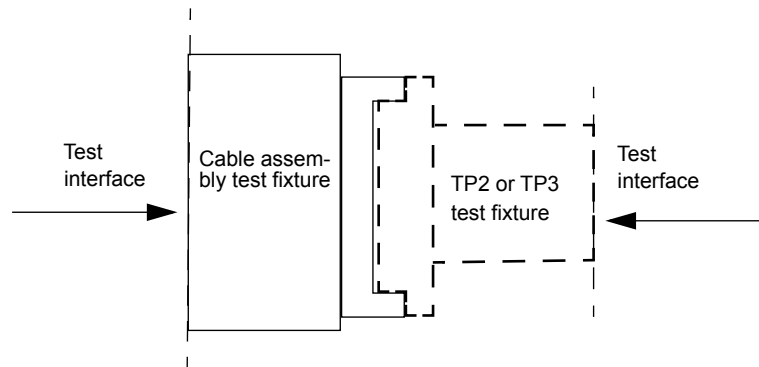 Test
interface
Cable assem-
bly test fixture
TP2 or TP3
test fixture
Test
interface